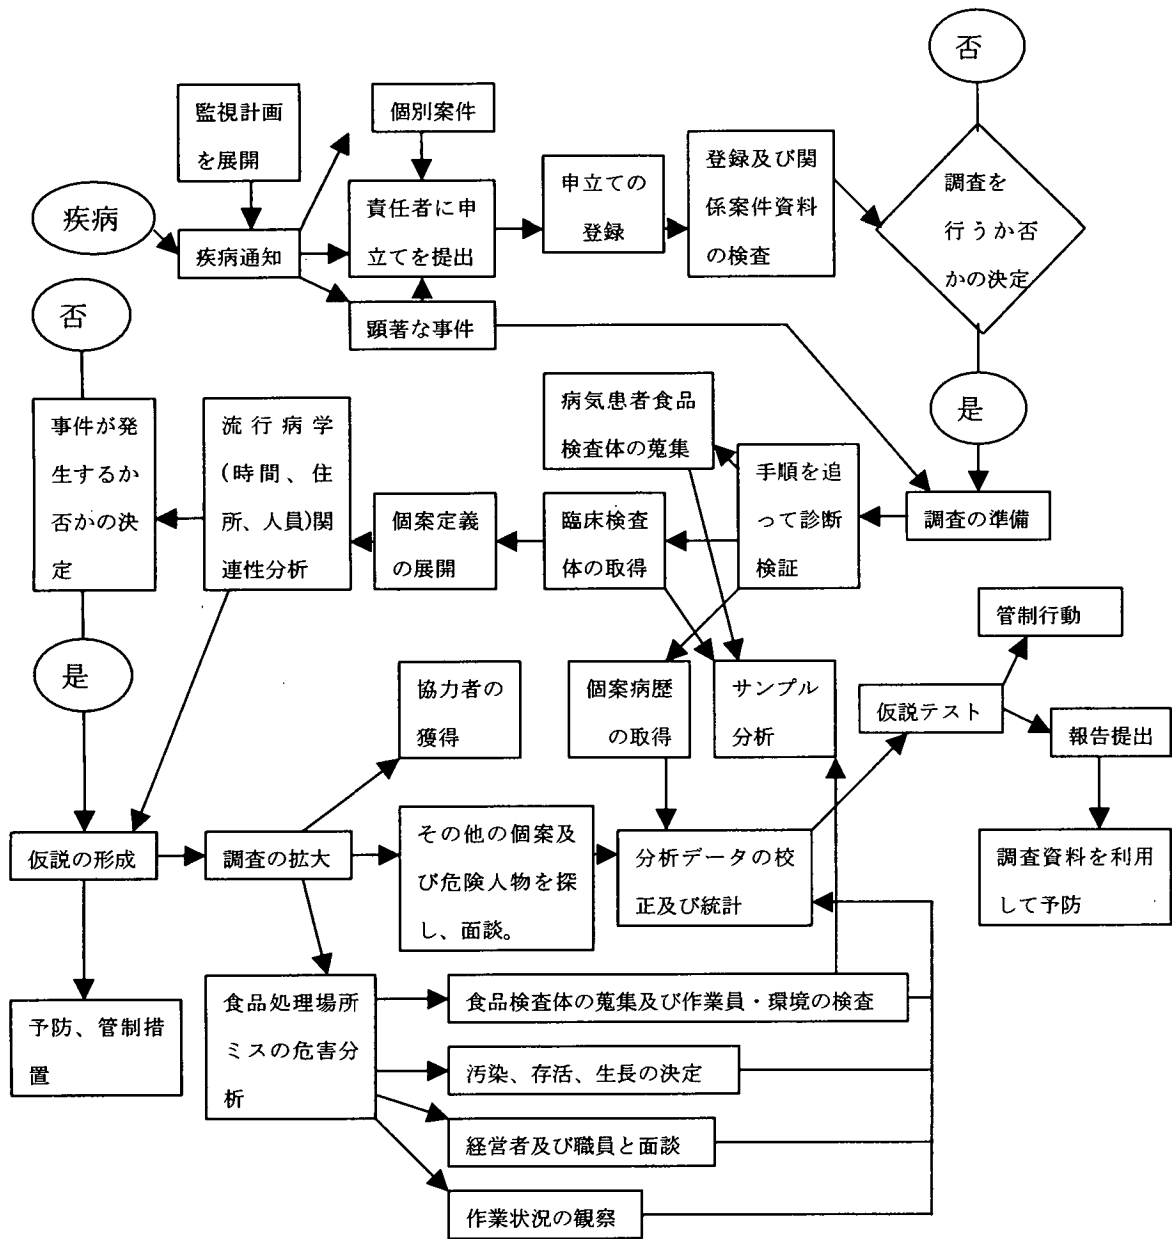 否
監視計画
を展開
個別案件
疾病
疾病通知
責任者に申
立てを提出
顕著な事件
申立ての
登録
登録及び関
係案件資料
の検査
調査を
行うか否
かの決定
是
否
事件が発
生するか
否かの決
定
流行病学
(時間、住
所、人員)関
連性分析
個案定義
の展開
病気患者食品
検査体の蒐集
臨床検査
体の取得
手順を追
って診断
検証
調査の準備
是
協力者の
獲得
個案病歴
の取得
サンプル
分析
仮説テスト
管制行動
報告提出
調査資料を利用
して予防
仮説の形成
調査の拡大
その他の個案及
び危険人物を探
し、面談。
分析データの校
正及び統計
予防、管制措
置
食品処理場所
ミスの危害分
析
食品検査体の蒐集及び作業員・環境の検査
汚染、存活、生長の決定
経営者及び職員と面談
作業状況の観察